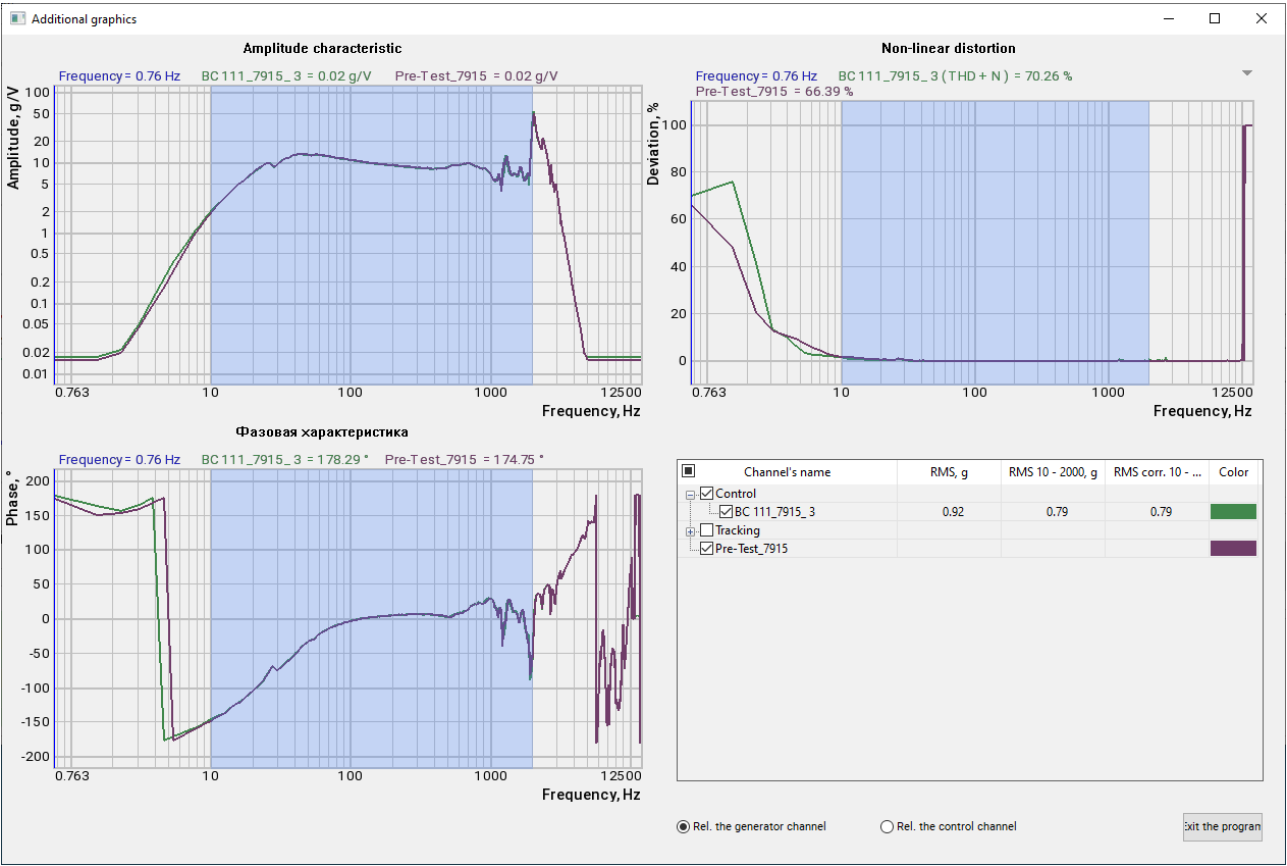 Additional graphics
Amplitude characteristic
Frequency = 0.76 Hz BC 111_7915_ 3 = 0.02 g/V Pre-Test_7915 = 0.02 g/V
Amplitude, g/V
100
50
20
10
5
2
1
0.5
0.2
0.1
0.05
0.02
0.01
0.763 10 100 1000 12500
Frequency, Hz
Non-linear distortion
Frequency = 0.76 Hz BC 111_7915_ 3 ( THD + N ) = 70.26 %
Pre-Test_7915 = 66.39 %
Deviation, %
100
80
60
40
20
0
0.763 10 100 1000 12500
Frequency, Hz
Фазовая характеристика
Frequency = 0.76 Hz BC 111_7915_ 3 = 178.29 ° Pre-Test_7915 = 174.75 °
Phase, °
200
150
100
50
0
-50
-100
-150
-200
0.763 10 100 1000 12500
Frequency, Hz
Channel's name RMS, g RMS 10 - 2000, g RMS corr. 10 - ... Color
Control
BC 111_7915_ 3 0.92 0.79 0.79
Tracking
Pre-Test_7915
Rel. the generator channel Rel. the control channel xit the progran